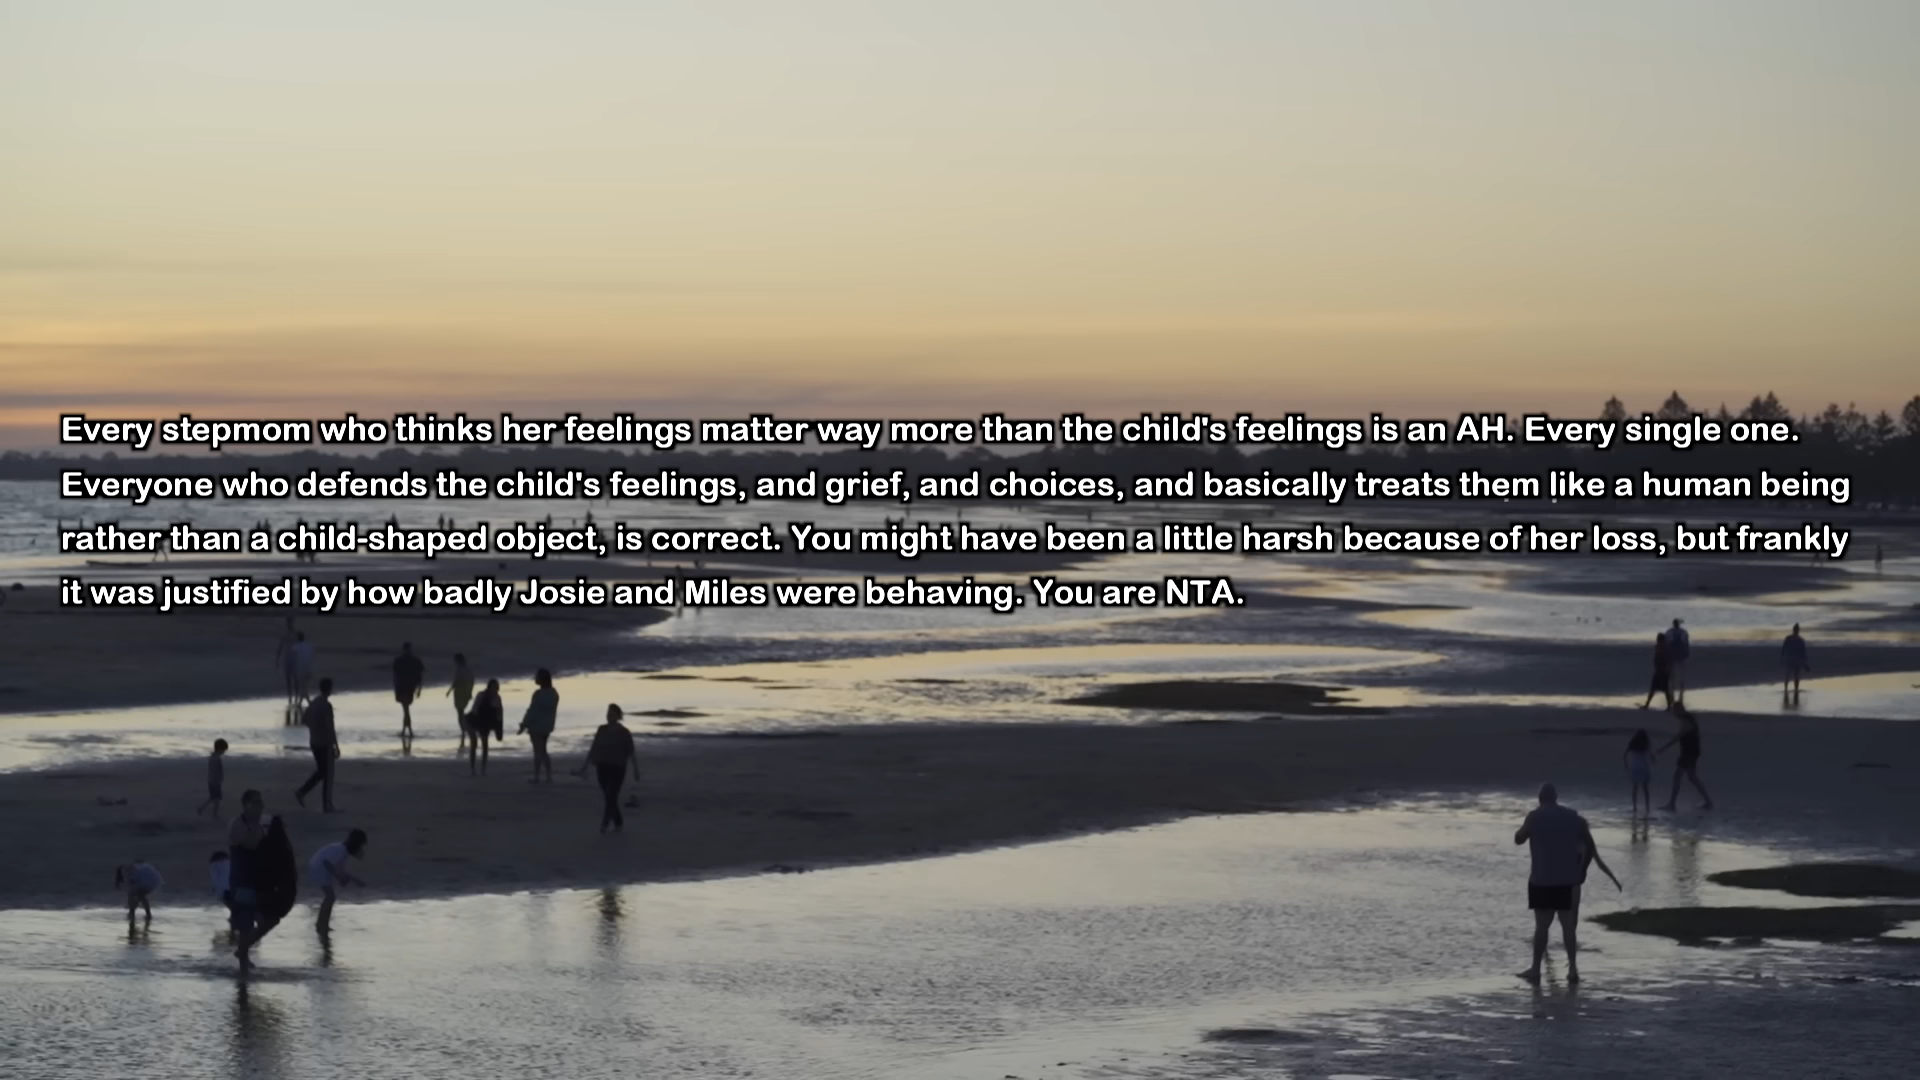 Every stepmom who thinks her feelings matter way more than the child's feelings is an AH. Every single one.
Everyone who defends the child's feelings, and grief, and choices, and basically treats them like a human being
rather than a child-shaped object, is correct. You might have been a little harsh because of her loss, but frankly
it was justified by how badly Josie and Miles were behaving. You are NTA.